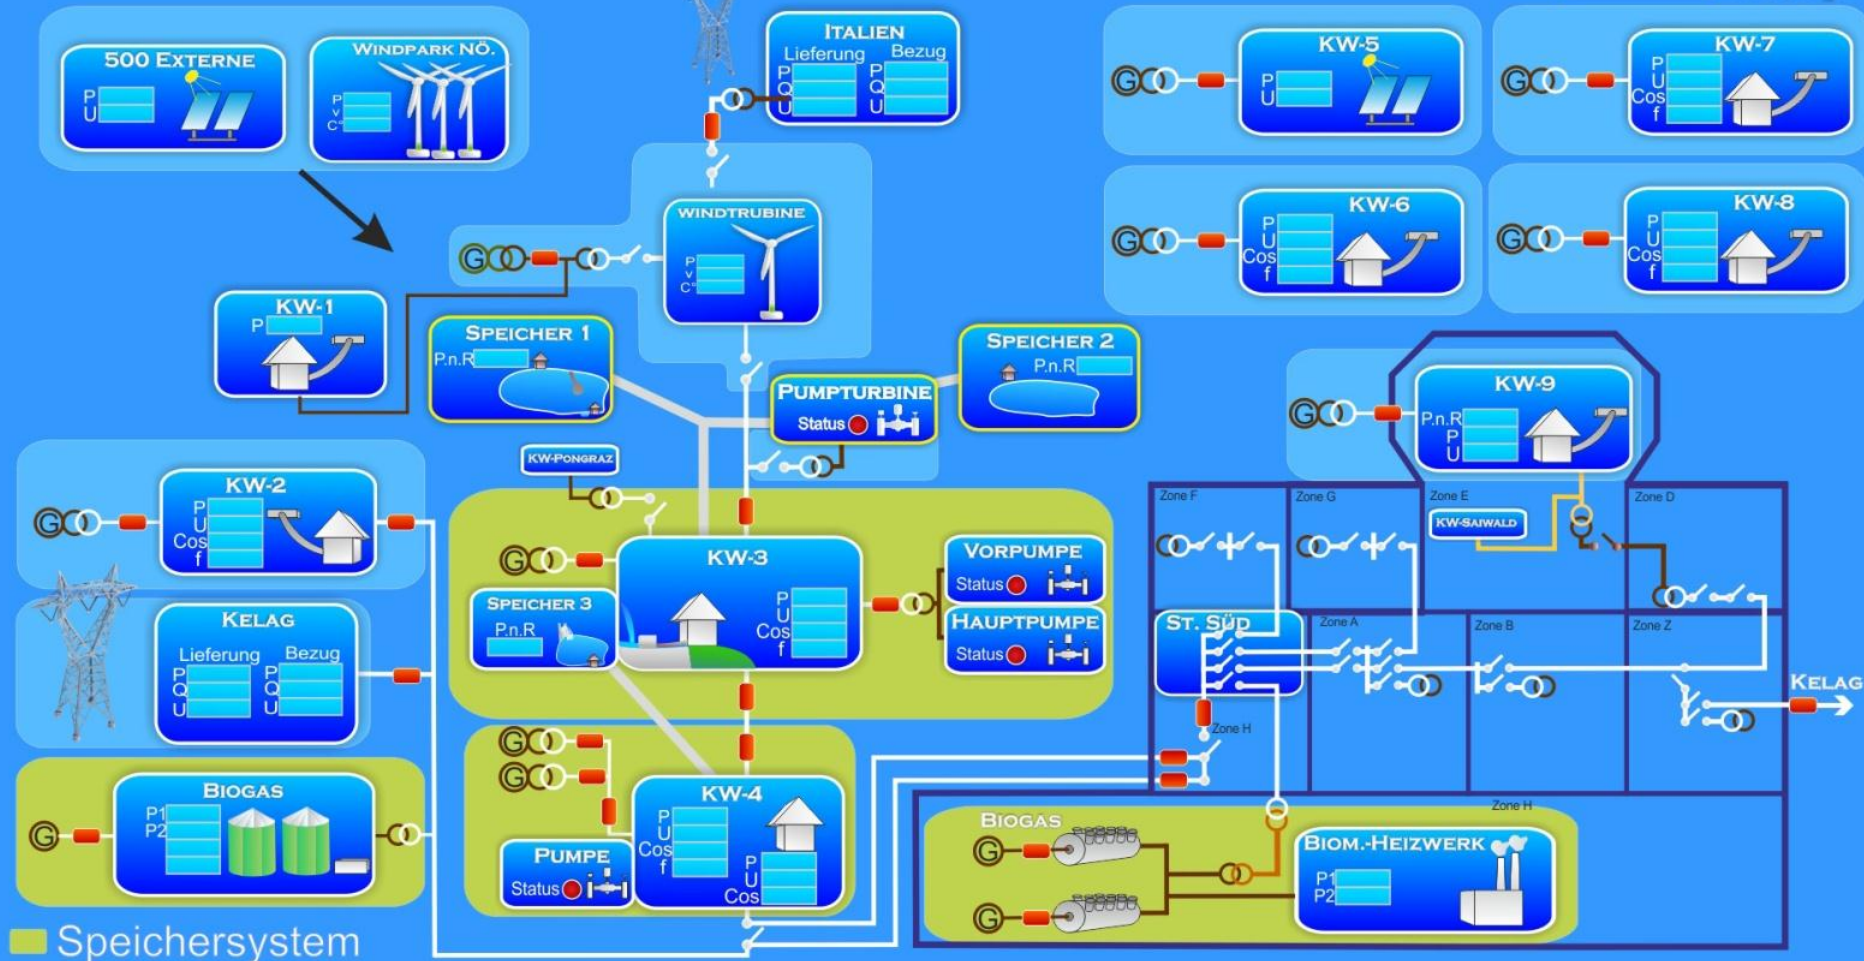 500 Externe
P
U
Windpark NÖ.
P
v
C°
Italien
Lieferung Bezug
P P
Q Q
U U
G
KW-5
P
U
G
KW-7
P
U
Cos
f
G
KW-6
P
U
Cos
f
G
KW-8
P
U
Cos
f
windtrubine
P
v
C°
G
KW-1
P
Speicher 1
P.n.R
Speicher 2
P.n.R
Pumpturbine
Status
G
KW-9
P.n.R
P
U
KW-Pongraz
G
KW-2
P
U
Cos
f
Kelag
Lieferung Bezug
P P
Q Q
U U
G
Biogas
P1
P2
G
KW-3
P
U
Cos
f
Speicher 3
P.n.R
Vorpumpe
Status
Hauptpumpe
Status
G
G
KW-4
P
U
Cos
f
P
U
Cos
Pumpe
Status
Zone F
Zone G
Zone E
Zone D
KW-Saiwald
G
G
St. Süd
Zone A
Zone B
Zone Z
Zone H
Kelag
Zone H
Biogas
G
G
Biom.-Heizwerk
P1
P2
Speichersystem